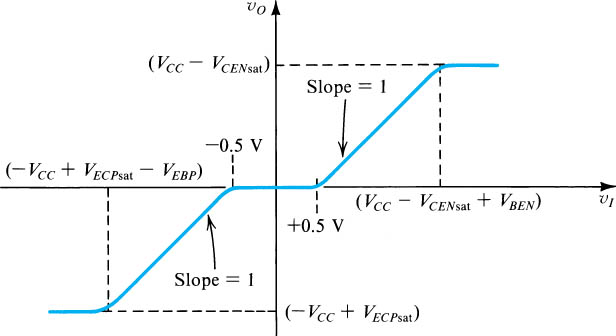 v_O
(V_CC − V_CENsat)
Slope = 1
−0.5 V
(−V_CC + V_ECPsat − V_EBP)
(V_CC − V_CENsat + V_BEN)
v_I
+0.5 V
Slope = 1
(−V_CC + V_ECPsat)